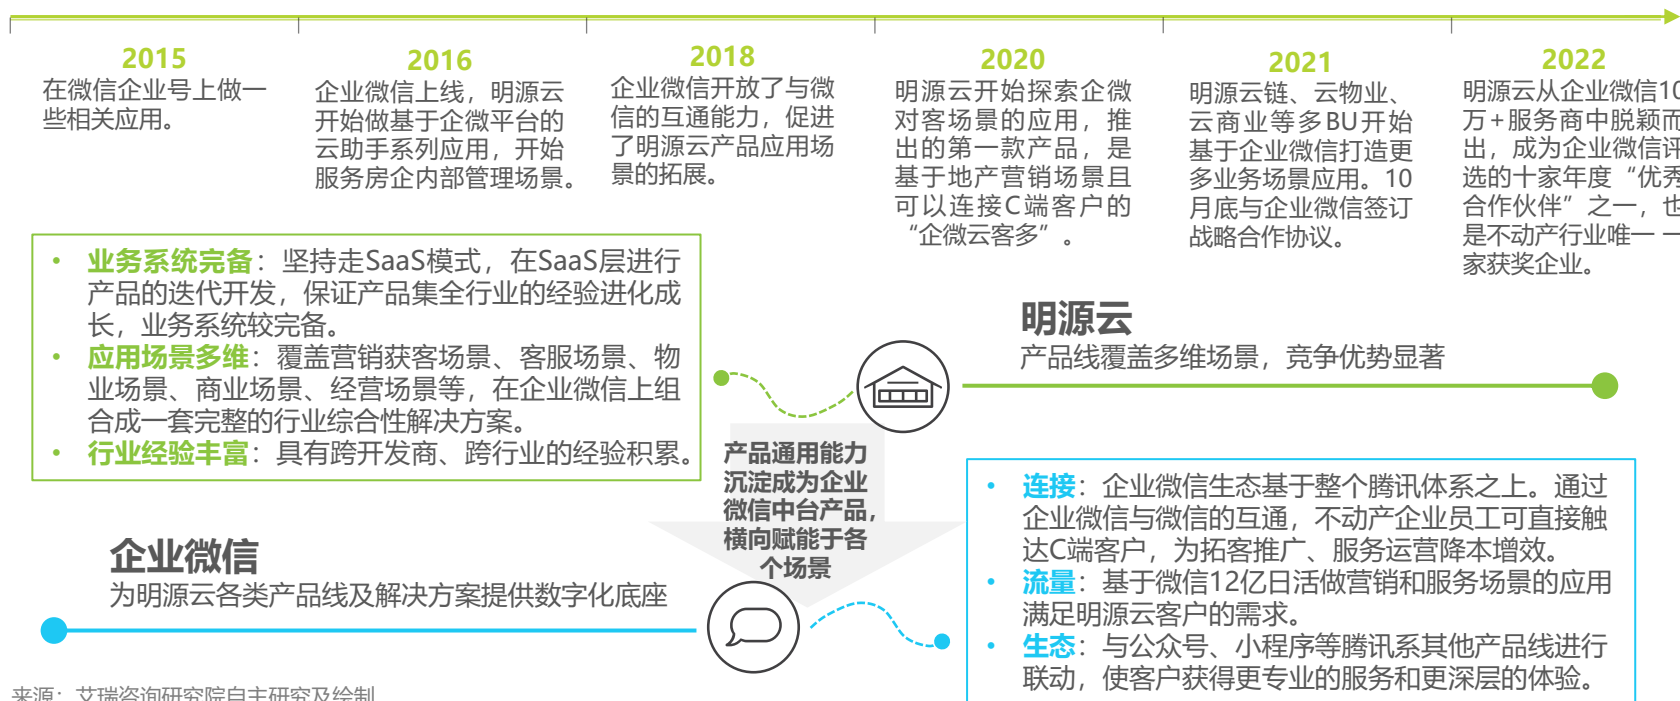 2015
在微信企业号上做一
些相关应用。
2016
企业微信上线，明源云
开始做基于企微平台的
云助手系列应用，开始
服务房企内部管理场景。
2018
企业微信开放了与微
信的互通能力，促进
了明源云产品应用场
景的拓展。
2020
明源云开始探索企微
对客场景的应用，推
出的第一款产品，是
基于地产营销场景且
可以连接C端客户的
“企微云客多”。
2021
明源云链、云物业、
云商业等多BU开始
基于企业微信打造更
多业务场景应用。10
月底与企业微信签订
战略合作协议。
2022
明源云从企业微信10
万+服务商中脱颖而
出，成为企业微信评
选的十家年度“优秀
合作伙伴”之一，也
是不动产行业唯一一
家获奖企业。
• 业务系统完备：坚持走SaaS模式，在SaaS层进行
产品的迭代开发，保证产品集全行业的经验进化成
长，业务系统较完备。
• 应用场景多维：覆盖营销获客场景、客服场景、物
业场景、商业场景、经营场景等，在企业微信上组
合成一套完整的行业综合性解决方案。
• 行业经验丰富：具有跨开发商、跨行业的经验积累。
明源云
产品线覆盖多维场景，竞争优势显著
产品通用能力
沉淀成为企业
微信中台产品，
横向赋能于各
个场景
企业微信
为明源云各类产品线及解决方案提供数字化底座
• 连接：企业微信生态基于整个腾讯体系之上。通过
企业微信与微信的互通，不动产企业员工可直接触
达C端客户，为拓客推广、服务运营降本增效。
• 流量：基于微信12亿日活做营销和服务场景的应用
满足明源云客户的需求。
• 生态：与公众号、小程序等腾讯系其他产品线进行
联动，使客户获得更专业的服务和更深层的体验。
来源：艾瑞咨询研究院自主研究及绘制